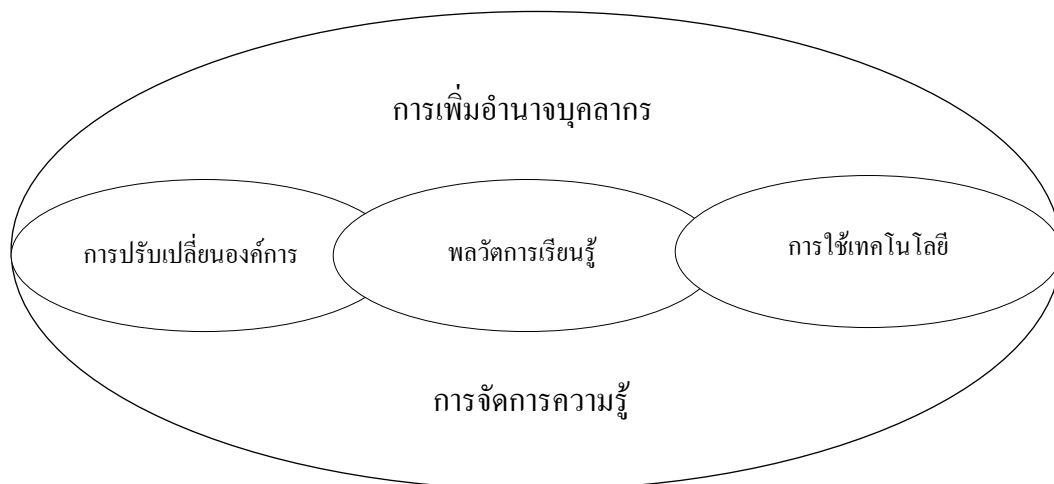 การเพิ่มอำนาจบุคลากร
การปรับเปลี่ยนองค์การ
พลวัตการเรียนรู้
การใช้เทคโนโลยี
การจัดการความรู้